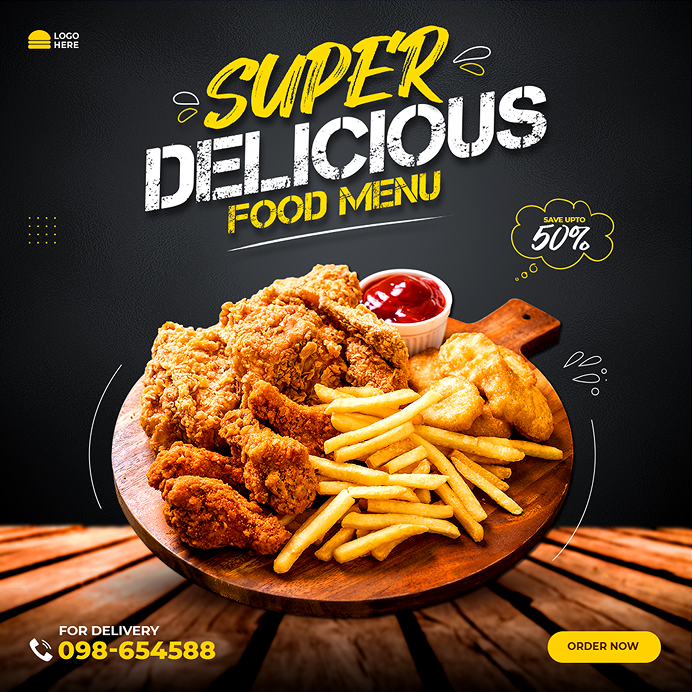 LOGO
HERE
SUPER
DELICIOUS
FOOD MENU
SAVE UPTO
50%
FOR DELIVERY
098-654588
ORDER NOW